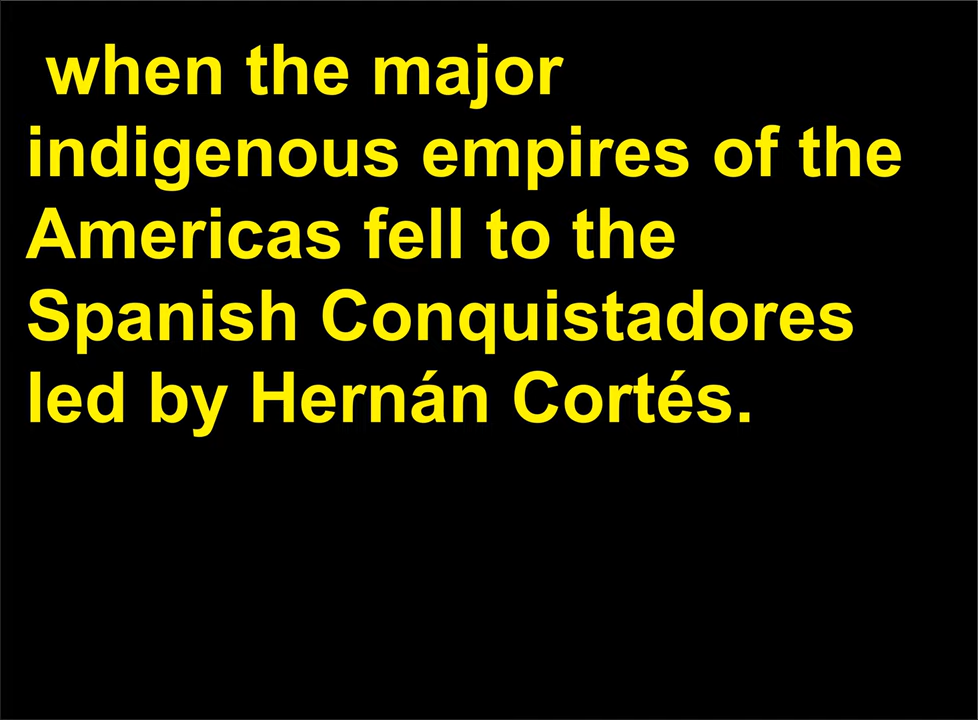 when the major
indigenous empires of the
Americas fell to the
Spanish Conquistadores
led by Hernán Cortés.